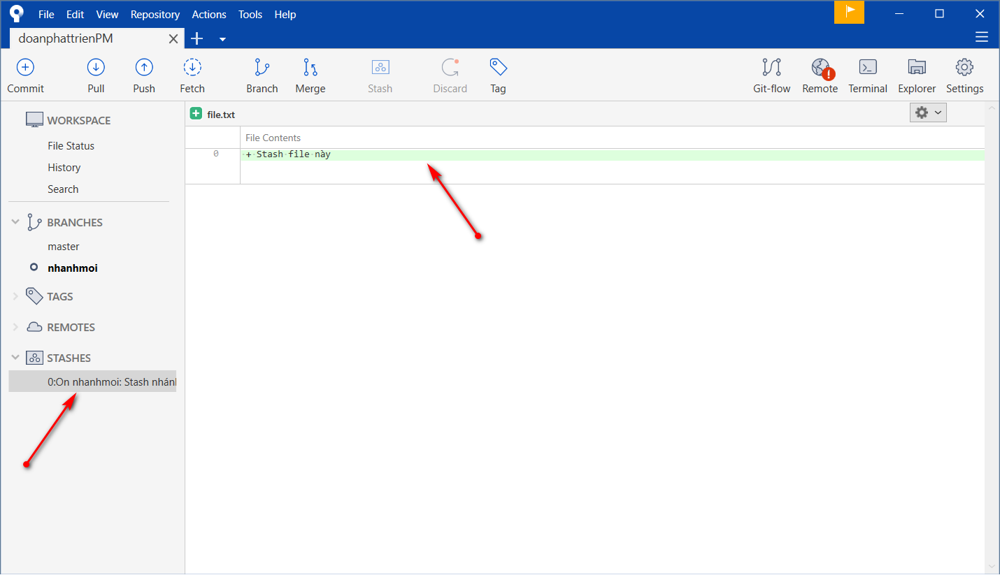 File Edit View Repository Actions Tools Help
doanphattrienPM
Commit Pull Push Fetch Branch Merge Stash Discard Tag Git-flow Remote Terminal Explorer Settings
WORKSPACE
File Status
History
Search
BRANCHES
master
nhanhmoi
TAGS
REMOTES
STASHES
0:On nhanhmoi: Stash
file.txt
File Contents
0 + Stash file này